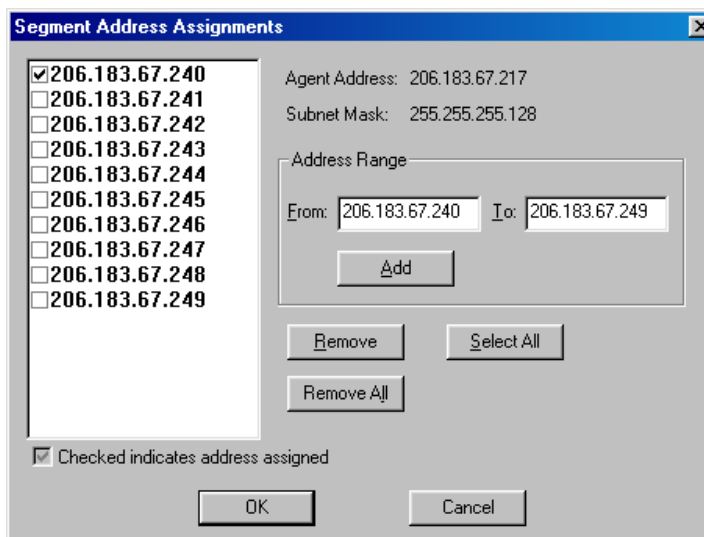 Segment Address Assignments
206.183.67.240
206.183.67.241
206.183.67.242
206.183.67.243
206.183.67.244
206.183.67.245
206.183.67.246
206.183.67.247
206.183.67.248
206.183.67.249
Agent Address: 206.183.67.217
Subnet Mask: 255.255.255.128
Address Range
From: 206.183.67.240 To: 206.183.67.249
Add
Remove Select All
Remove All
Checked indicates address assigned
OK Cancel